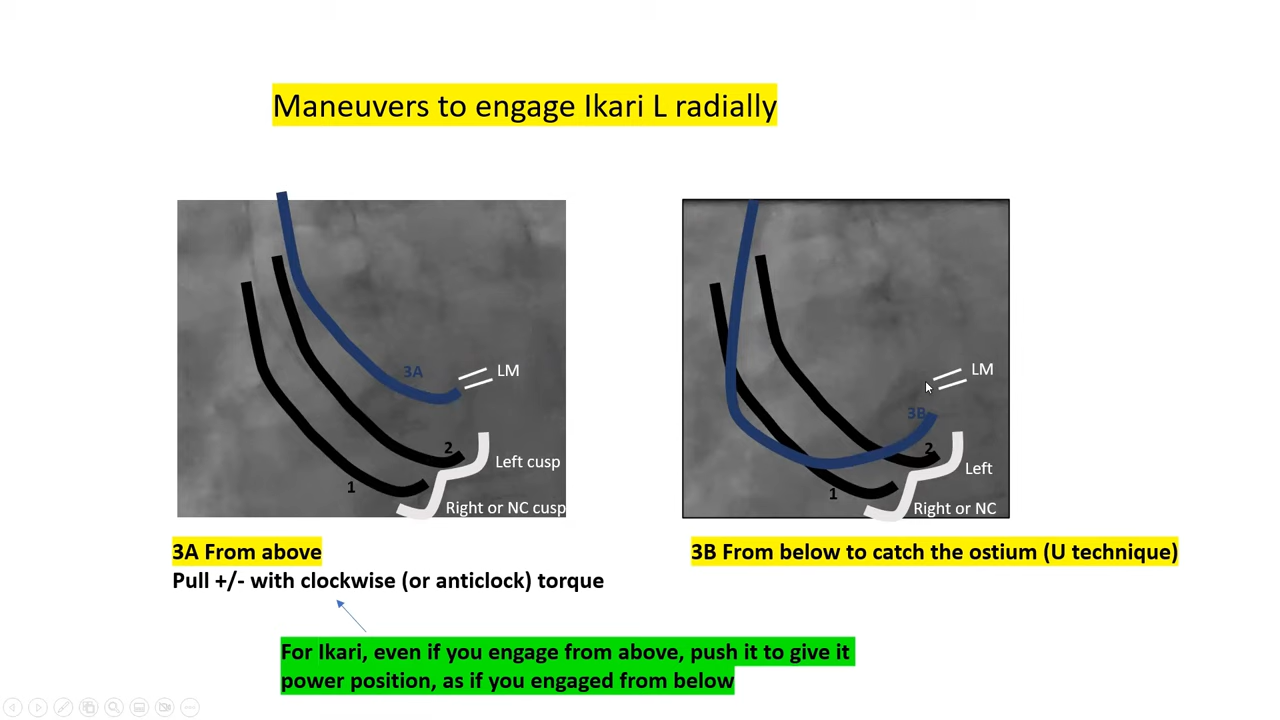 Maneuvers to engage Ikari L radially
3A
LM
2
Left cusp
1
Right or NC cusp
LM
3B
2
Left
1
Right or NC
3A From above
Pull +/- with clockwise (or anticlock) torque
3B From below to catch the ostium (U technique)
For Ikari, even if you engage from above, push it to give it
power position, as if you engaged from below